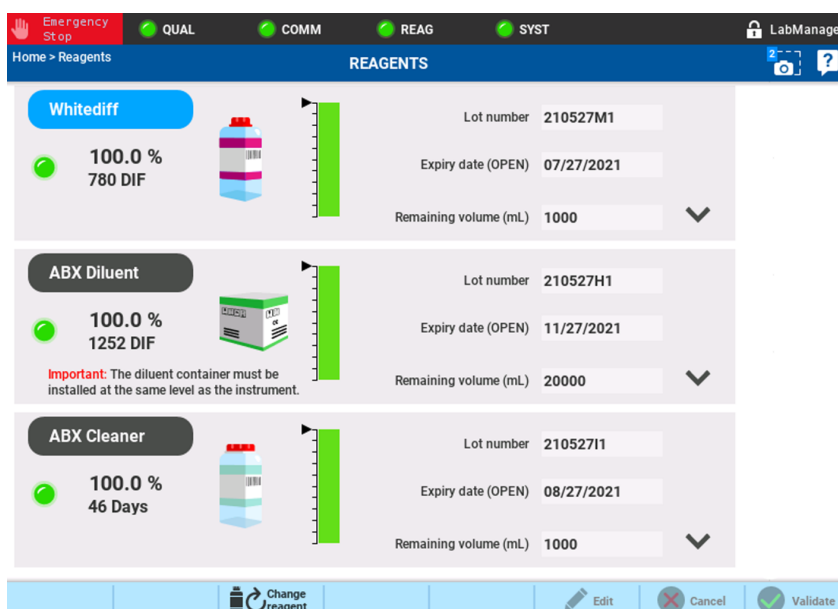 Emergency
Stop
QUAL
COMM
REAG
SYST
LabManage
Home > Reagents
REAGENTS
2
?
Whitediff
100.0 %
780 DIF
Lot number 210527M1
Expiry date (OPEN) 07/27/2021
Remaining volume (mL) 1000
ABX Diluent
100.0 %
1252 DIF
Important: The diluent container must be
installed at the same level as the instrument.
Lot number 210527H1
Expiry date (OPEN) 11/27/2021
Remaining volume (mL) 20000
ABX Cleaner
100.0 %
46 Days
Lot number 210527I1
Expiry date (OPEN) 08/27/2021
Remaining volume (mL) 1000
Change
reagent
Edit
Cancel
Validate